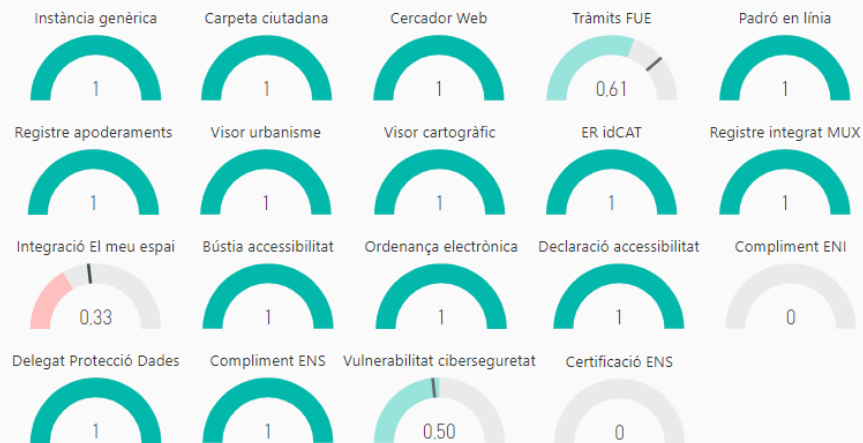 Instància genèrica
Carpeta ciutadana
Cercador Web
Tràmits FUE
Padró en línia
1
1
1
0,61
1
Registre apoderaments
Visor urbanisme
Visor cartogràfic
ER idCAT
Registre integrat MUX
1
1
1
1
1
Integració El meu espai
Bústia accessibilitat
Ordenança electrònica
Declaració accessibilitat
Compliment ENI
0,33
1
1
1
0
Delegat Protecció Dades
Compliment ENS
Vulnerabilitat ciberseguretat
Certificació ENS
1
1
0,50
0